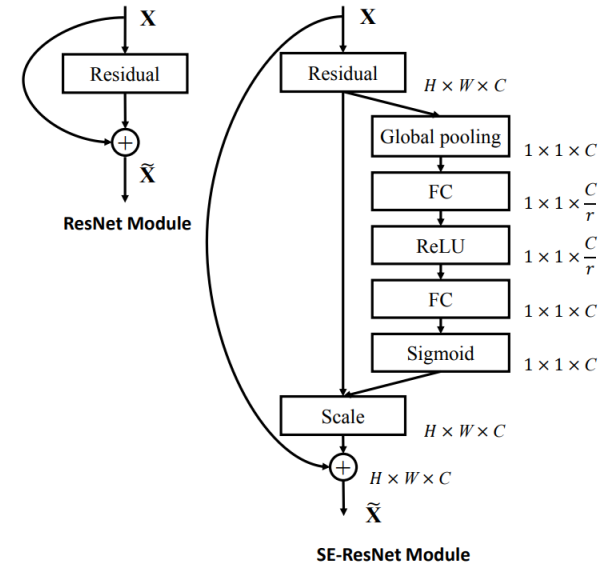 X
Residual
+
X̃
ResNet Module
X
Residual
H × W × C
Global pooling
1 × 1 × C
FC
1 × 1 × C/r
ReLU
1 × 1 × C/r
FC
1 × 1 × C
Sigmoid
1 × 1 × C
Scale
H × W × C
+
H × W × C
X̃
SE-ResNet Module